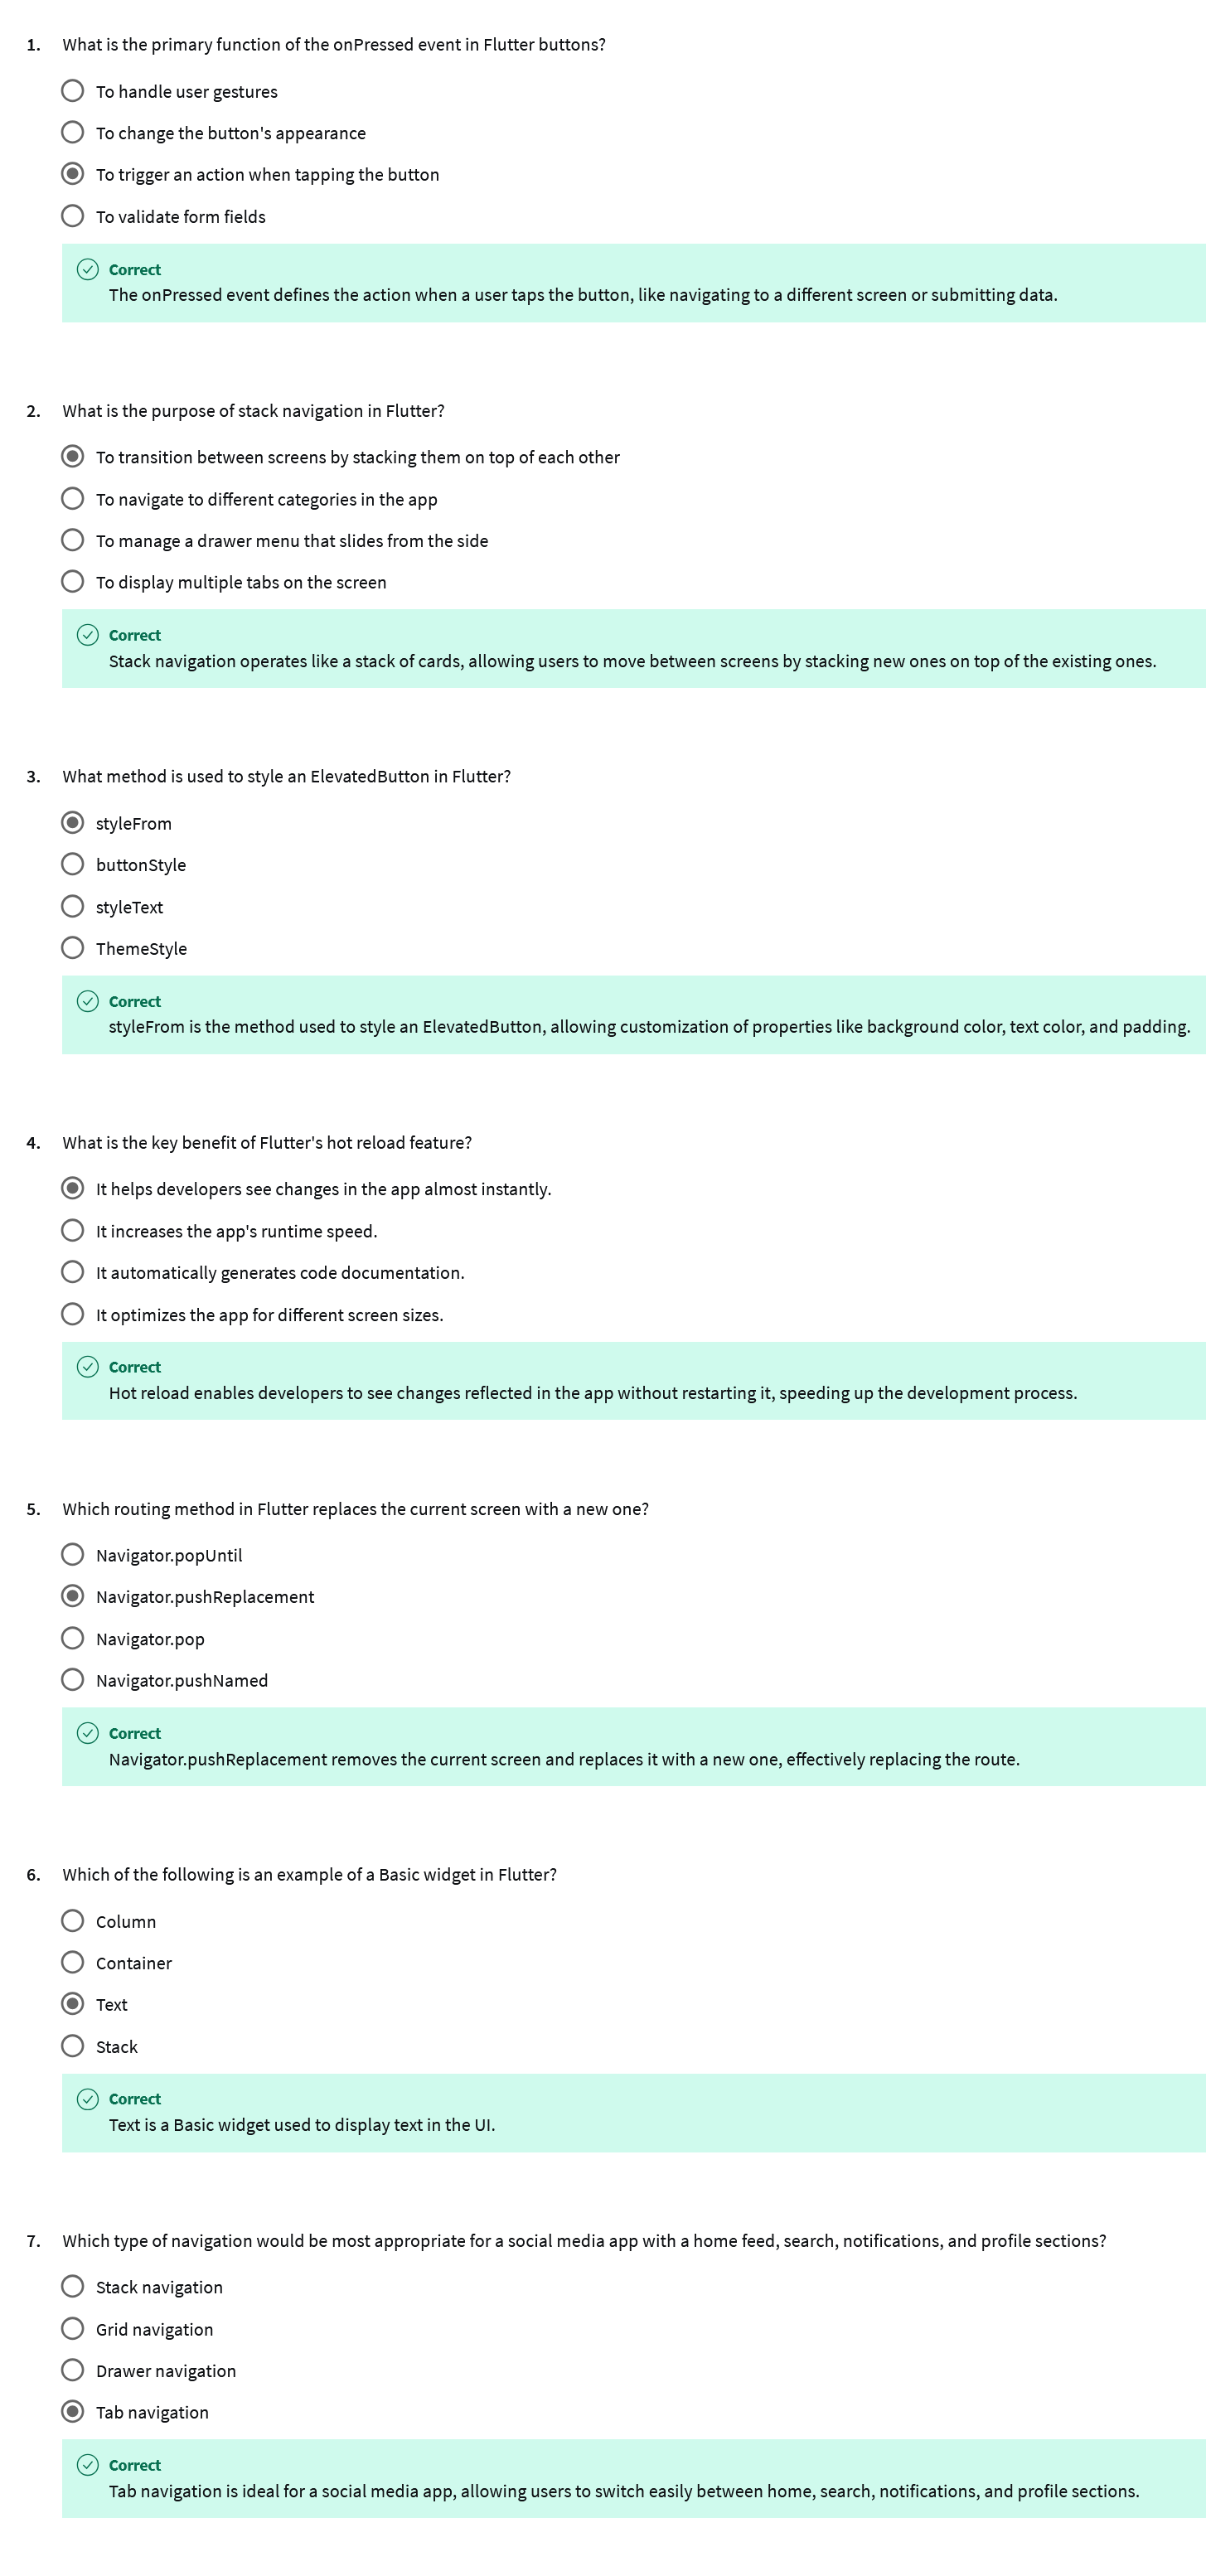 1. What is the primary function of the onPressed event in Flutter buttons?
To handle user gestures
To change the button's appearance
To trigger an action when tapping the button
To validate form fields
Correct
The onPressed event defines the action when a user taps the button, like navigating to a different screen or submitting data.
2. What is the purpose of stack navigation in Flutter?
To transition between screens by stacking them on top of each other
To navigate to different categories in the app
To manage a drawer menu that slides from the side
To display multiple tabs on the screen
Correct
Stack navigation operates like a stack of cards, allowing users to move between screens by stacking new ones on top of the existing ones.
3. What method is used to style an ElevatedButton in Flutter?
styleFrom
buttonStyle
styleText
ThemeStyle
Correct
styleFrom is the method used to style an ElevatedButton, allowing customization of properties like background color, text color, and padding.
4. What is the key benefit of Flutter's hot reload feature?
It helps developers see changes in the app almost instantly.
It increases the app's runtime speed.
It automatically generates code documentation.
It optimizes the app for different screen sizes.
Correct
Hot reload enables developers to see changes reflected in the app without restarting it, speeding up the development process.
5. Which routing method in Flutter replaces the current screen with a new one?
Navigator.popUntil
Navigator.pushReplacement
Navigator.pop
Navigator.pushNamed
Correct
Navigator.pushReplacement removes the current screen and replaces it with a new one, effectively replacing the route.
6. Which of the following is an example of a Basic widget in Flutter?
Column
Container
Text
Stack
Correct
Text is a Basic widget used to display text in the UI.
7. Which type of navigation would be most appropriate for a social media app with a home feed, search, notifications, and profile sections?
Stack navigation
Grid navigation
Drawer navigation
Tab navigation
Correct
Tab navigation is ideal for a social media app, allowing users to switch easily between home, search, notifications, and profile sections.